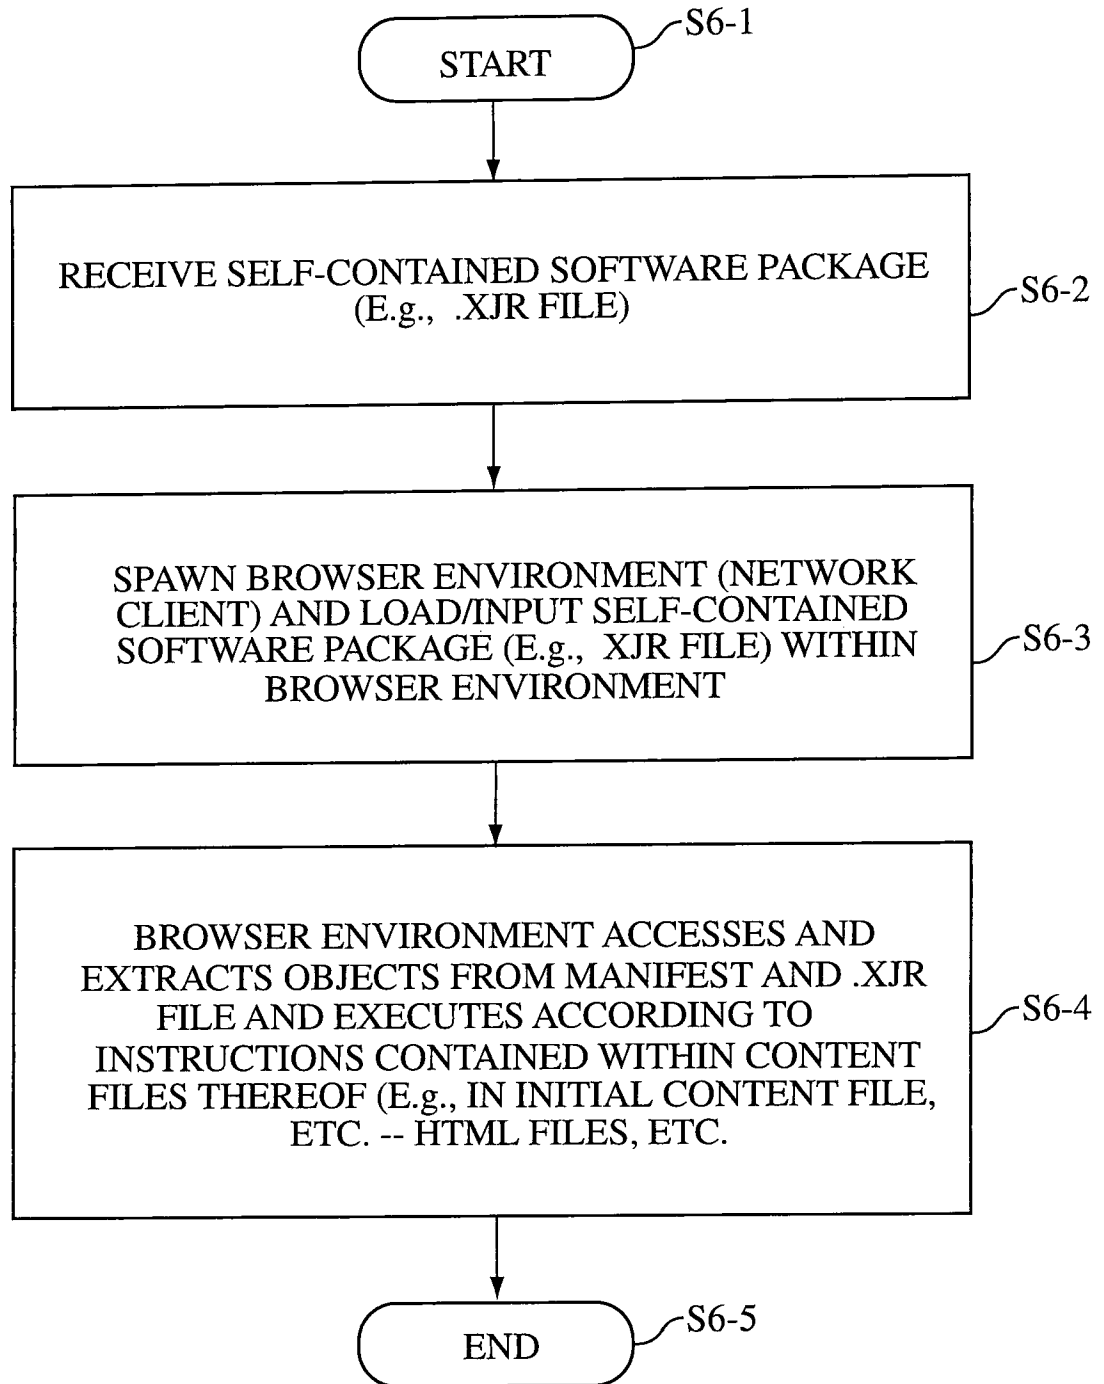 S6-1
START
RECEIVE SELF-CONTAINED SOFTWARE PACKAGE
(E.g., .XJR FILE)
S6-2
SPAWN BROWSER ENVIRONMENT (NETWORK
CLIENT) AND LOAD/INPUT SELF-CONTAINED
SOFTWARE PACKAGE (E.g., XJR FILE) WITHIN
BROWSER ENVIRONMENT
S6-3
BROWSER ENVIRONMENT ACCESSES AND
EXTRACTS OBJECTS FROM MANIFEST AND .XJR
FILE AND EXECUTES ACCORDING TO
INSTRUCTIONS CONTAINED WITHIN CONTENT
FILES THEREOF (E.g., IN INITIAL CONTENT FILE,
ETC. -- HTML FILES, ETC.
S6-4
END
S6-5